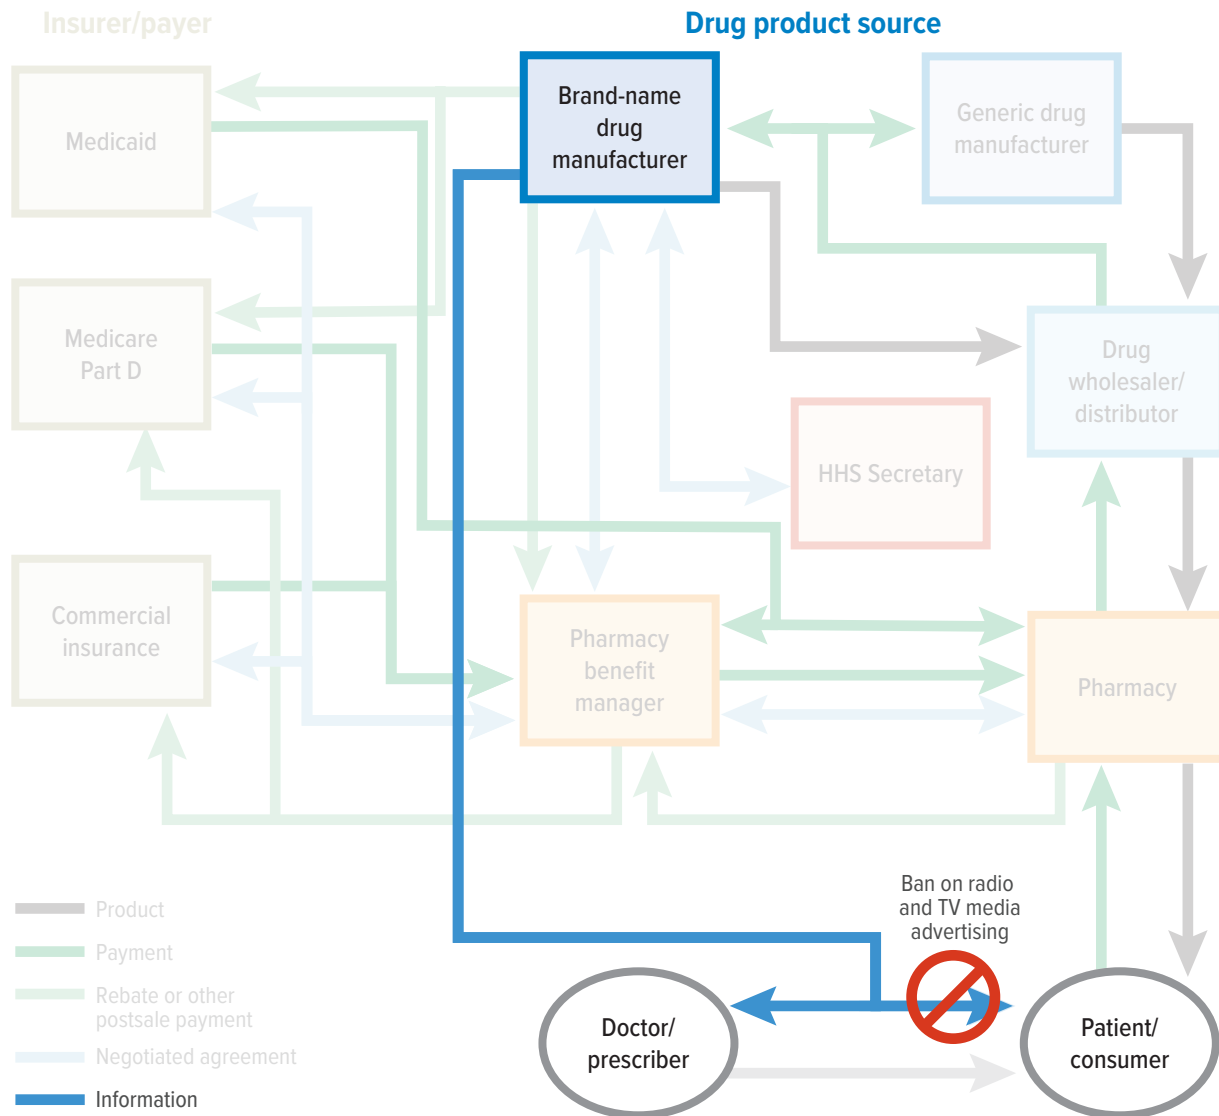 Insurer/payer
Drug product source
Medicaid
Brand-name
drug
manufacturer
Generic drug
manufacturer
Medicare
Part D
Drug
wholesaler/
distributor
HHS Secretary
Commercial
insurance
Pharmacy
benefit
manager
Pharmacy
Ban on radio
and TV media
advertising
Product
Payment
Rebate or other
postsale payment
Negotiated agreement
Information
Doctor/
prescriber
Patient/
consumer